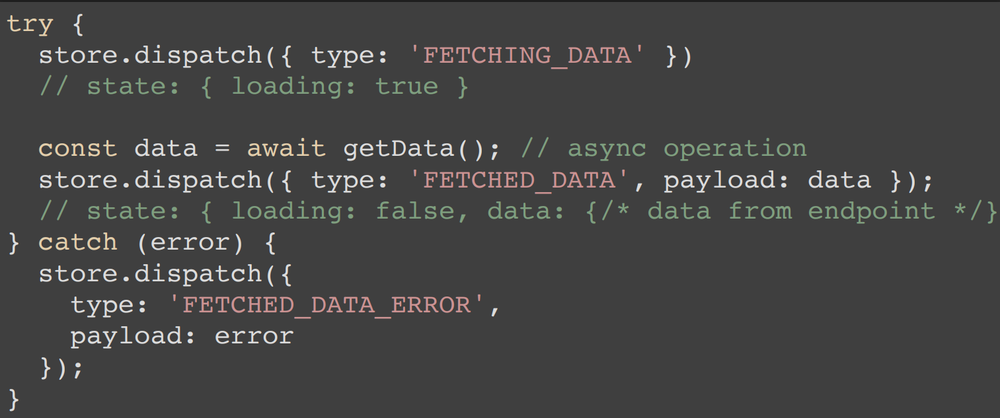 try {
  store.dispatch({ type: 'FETCHING_DATA' })
  // state: { loading: true }

  const data = await getData(); // async operation
  store.dispatch({ type: 'FETCHED_DATA', payload: data });
  // state: { loading: false, data: {/* data from endpoint */}
} catch (error) {
  store.dispatch({
    type: 'FETCHED_DATA_ERROR',
    payload: error
  });
}